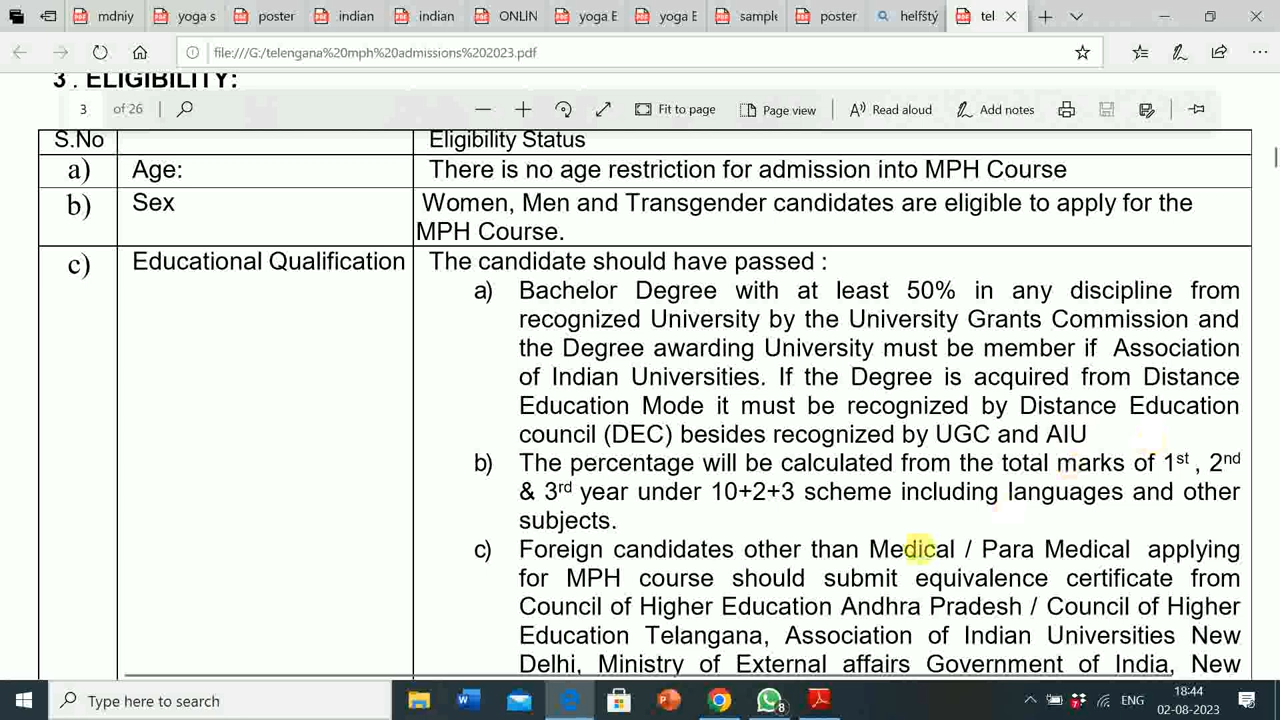 mdniy
yoga s
poster
indian
indian
ONLIN
yoga E
yoga E
sampl
poster
helfštý
tel
file:///G:/telengana%20mph%20admissions%202023.pdf
3 . ELIGIBILITY:
3 of 26
Fit to page
Page view
Read aloud
Add notes
S.No Eligibility Status
a) Age: There is no age restriction for admission into MPH Course
b) Sex Women, Men and Transgender candidates are eligible to apply for the
MPH Course.
c) Educational Qualification The candidate should have passed :
a) Bachelor Degree with at least 50% in any discipline from
recognized University by the University Grants Commission and
the Degree awarding University must be member if Association
of Indian Universities. If the Degree is acquired from Distance
Education Mode it must be recognized by Distance Education
council (DEC) besides recognized by UGC and AIU
b) The percentage will be calculated from the total marks of 1st , 2nd
& 3rd year under 10+2+3 scheme including languages and other
subjects.
c) Foreign candidates other than Medical / Para Medical applying
for MPH course should submit equivalence certificate from
Council of Higher Education Andhra Pradesh / Council of Higher
Education Telangana, Association of Indian Universities New
Delhi, Ministry of External affairs Government of India, New
Type here to search
8
ENG
18:44
02-08-2023